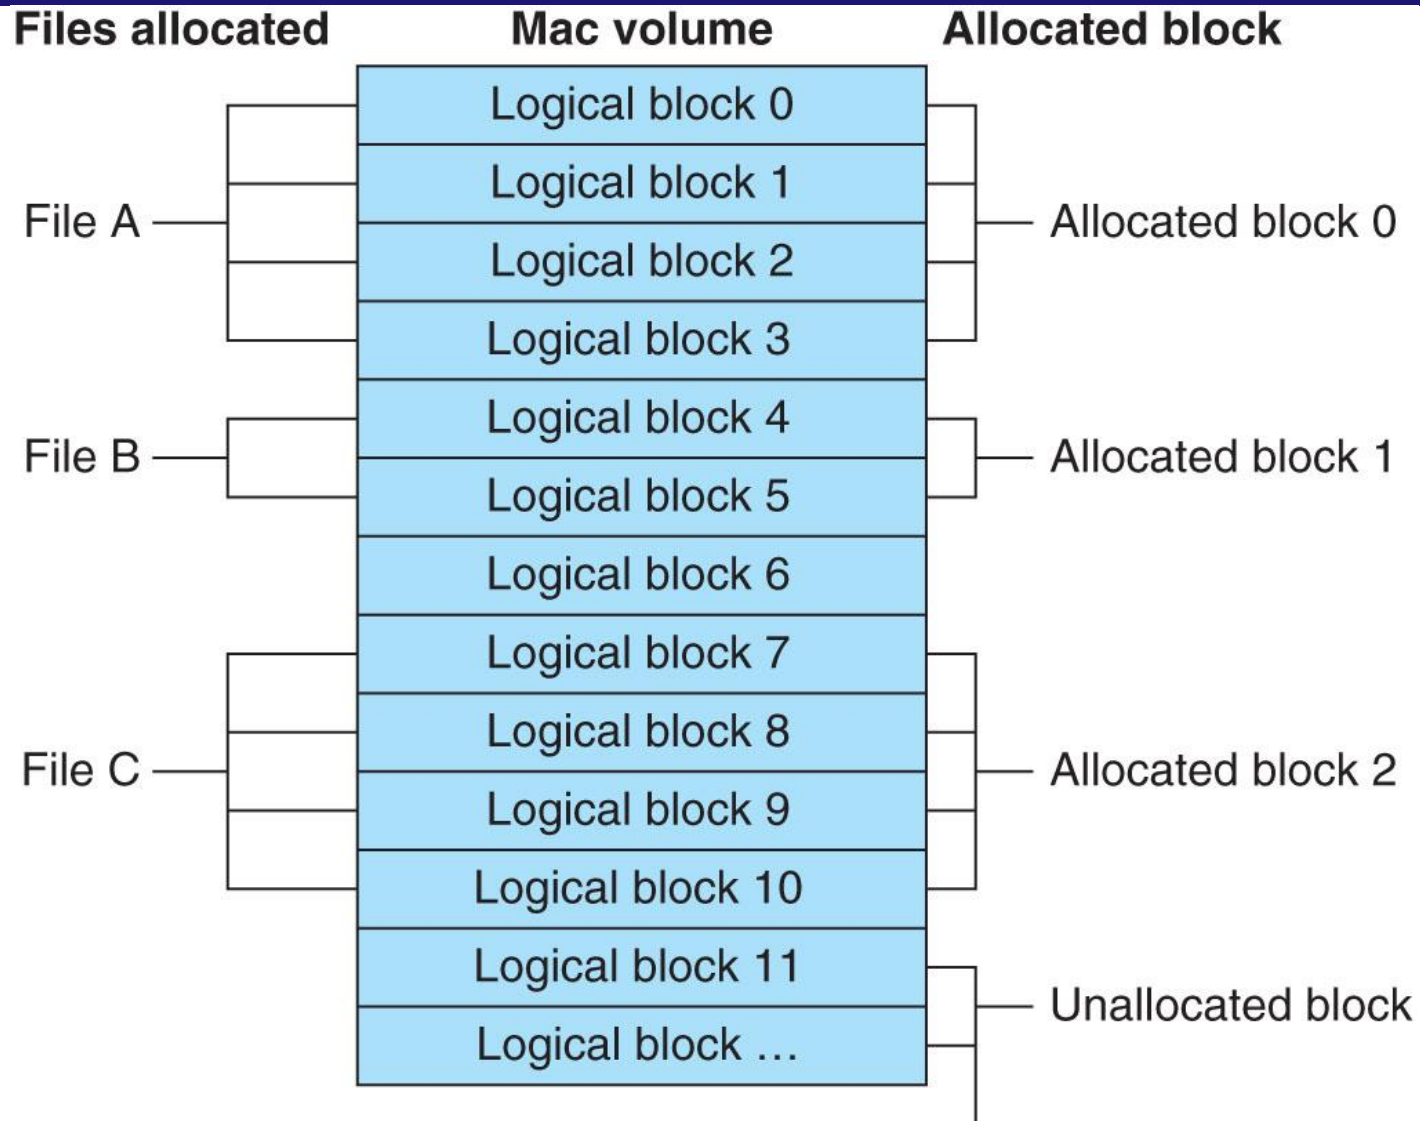 Files allocated
Mac volume
Allocated block
Logical block 0
Logical block 1
File A
Logical block 2
Allocated block 0
Logical block 3
Logical block 4
File B
Allocated block 1
Logical block 5
Logical block 6
Logical block 7
Logical block 8
File C
Allocated block 2
Logical block 9
Logical block 10
Logical block 11
Unallocated block
Logical block ...